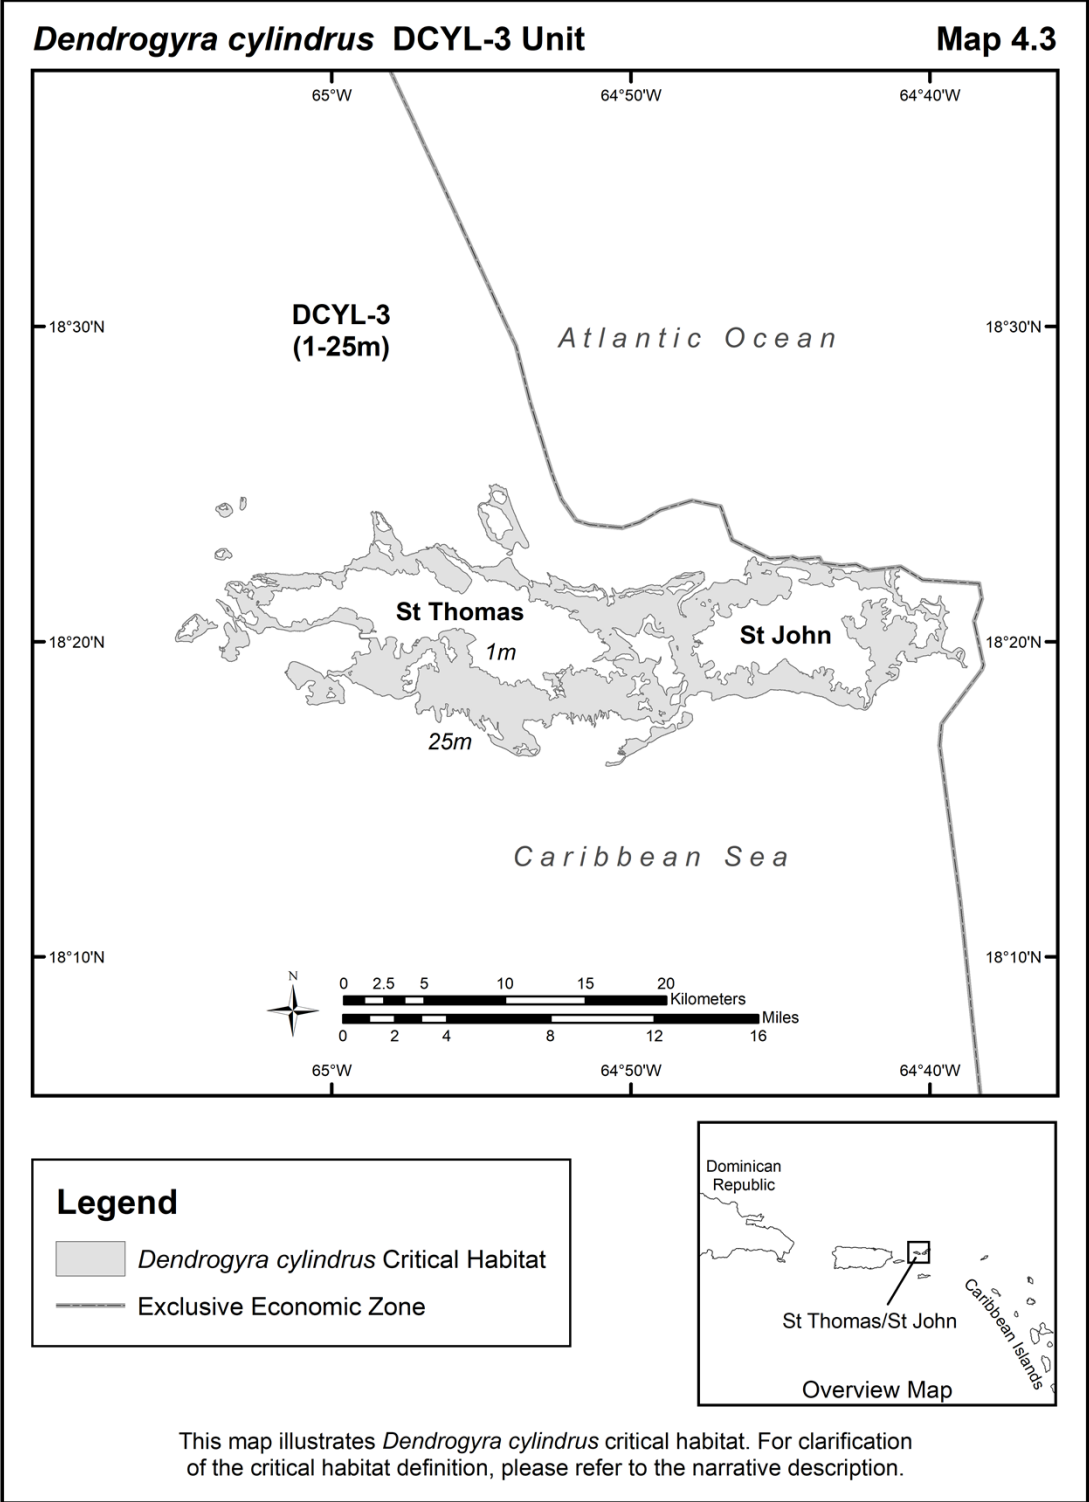 Dendrogyra cylindrus DCYL-3 Unit
Map 4.3
65°W
64°50'W
64°40'W
DCYL-3
(1-25m)
18°30'N
18°30'N
Atlantic Ocean
St Thomas
St John
18°20'N
18°20'N
1m
25m
Caribbean Sea
18°10'N
18°10'N
N
0 2.5 5 10 15 20
Kilometers
Miles
0 2 4 8 12 16
65°W
64°50'W
64°40'W
Legend
Dendrogyra cylindrus Critical Habitat
Exclusive Economic Zone
Dominican
Republic
St Thomas/St John
Caribbean Islands
Overview Map
This map illustrates Dendrogyra cylindrus critical habitat. For clarification
of the critical habitat definition, please refer to the narrative description.